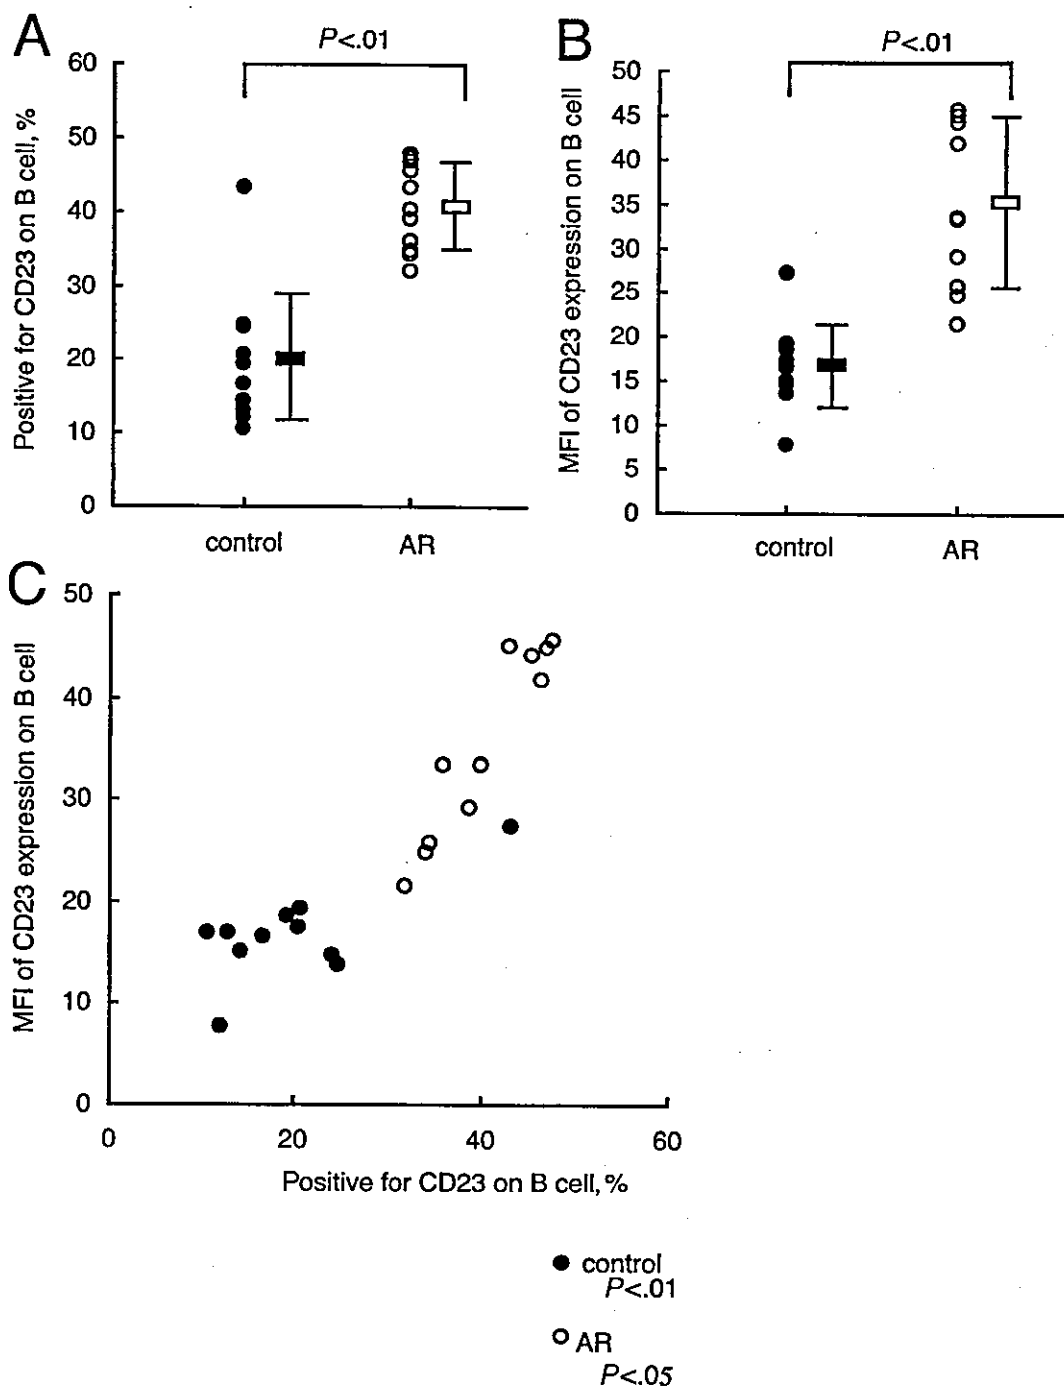 A
P<.01
60
50
40
30
20
10
0
Positive for CD23 on B cell, %
control
AR
B
P<.01
50
45
40
35
30
25
20
15
10
5
0
MFI of CD23 expression on B cell
control
AR
C
50
40
30
20
10
0
MFI of CD23 expression on B cell
0
20
40
60
Positive for CD23 on B cell, %
control
P<.01
AR
P<.05